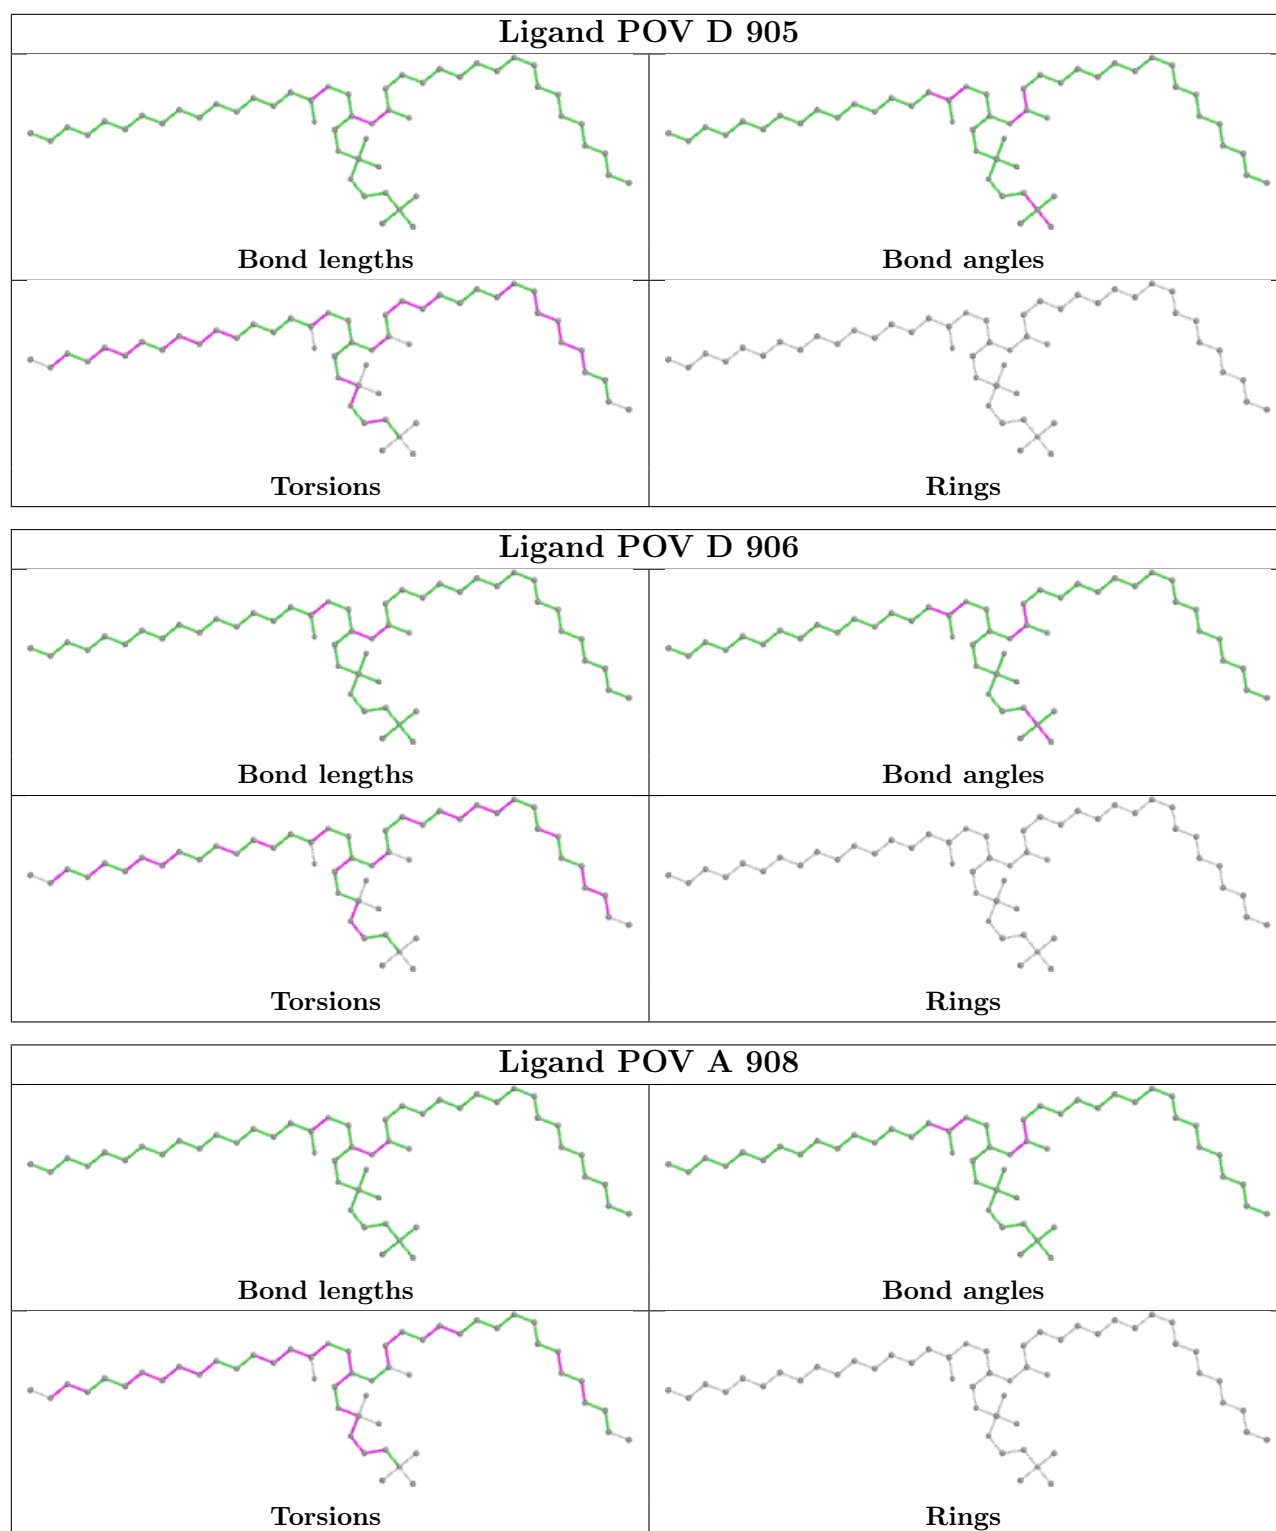 Ligand POV D 905
Bond lengths
Bond angles
Torsions
Rings
Ligand POV D 906
Bond lengths
Bond angles
Torsions
Rings
Ligand POV A 908
Bond lengths
Bond angles
Torsions
Rings